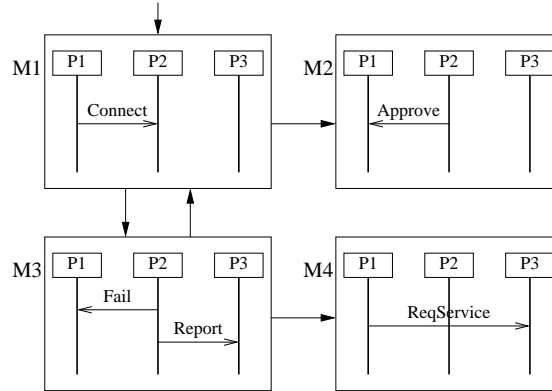 M1
P1 P2 P3
Connect
M2
P1 P2 P3
Approve
M3
P1 P2 P3
Fail
Report
M4
P1 P2 P3
ReqService